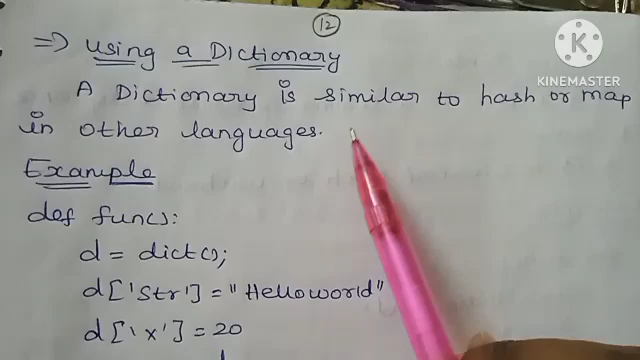 12
K
KINEMASTER
=> Using a Dictionary
A Dictionary is similar to hash or map
in other languages.
Example
def func():
d = dict();
d['Str'] = "Helloworld"
d['x'] = 20